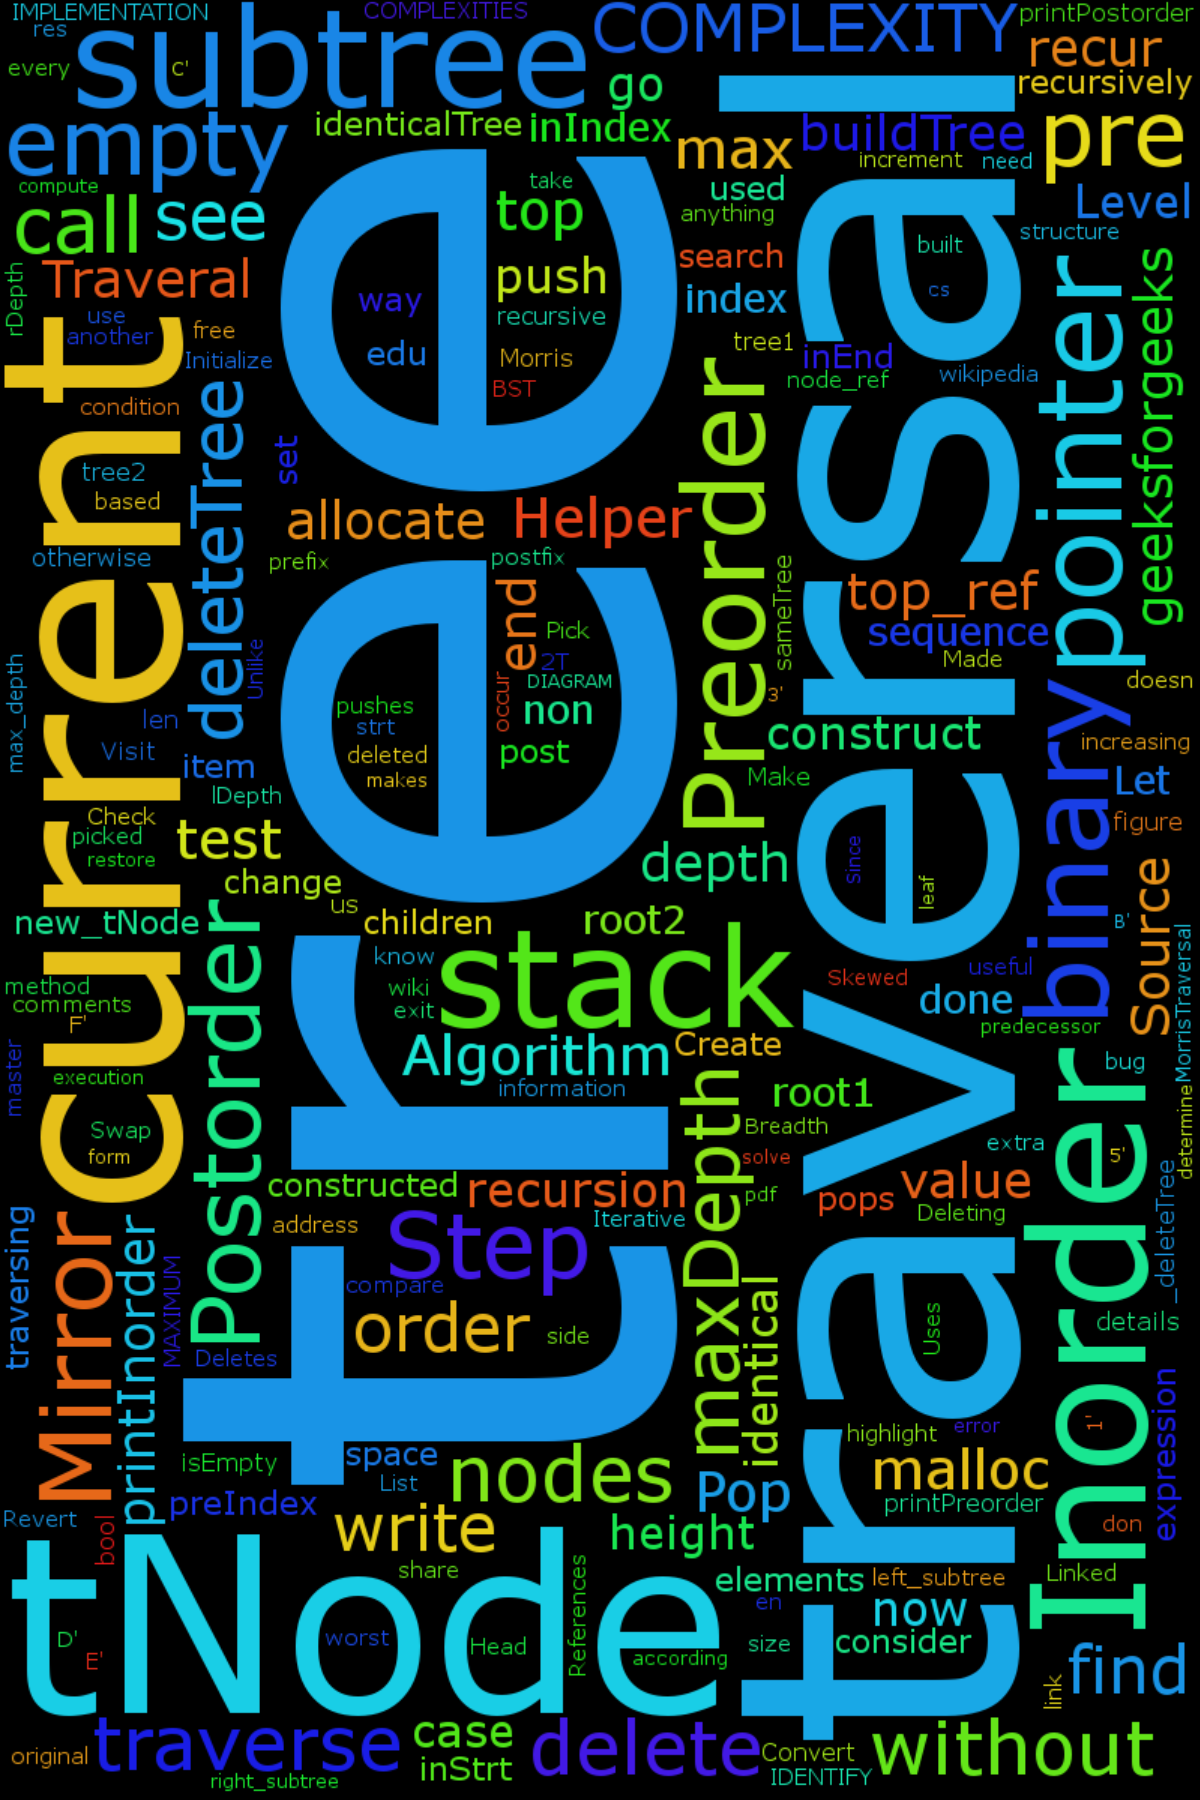 IMPLEMENTATION
COMPLEXITIES
COMPLEXITY
printPostorder
res
subtree
recur
every
c'
go
recursively
empty
identicalTree
inIndex
max
buildTree
pre
increment
need
compute
take
used
Level
call
see
top
anything
structure
built
Traveral
rDepth
push
search
way
index
cs
use
another
free
recursive
tree1
inEnd
Initialize
edu
Morris
node_ref
wikipedia
BST
condition
current
tree
traversal
pointer
geeksforgeeks
deleteTree
set
tree2
based
allocate
Helper
Preorder
otherwise
prefix
postfix
end
top_ref
sequence
Pick
sameTree
Made
2T
Unlike
DIAGRAM
doesn
max_depth
occur
3'
len
pushes
non
strt
construct
binary
Visit
deleted
post
increasing
item
makes
Make
Let
lDepth
Check
figure
picked
test
restore
depth
Since
change
leaf
Source
us
new_tNode
children
root2
B'
Postorder
know
stack
useful
MorrisTraversal
Skewed
method
wiki
done
comments
exit
F'
predecessor
Algorithm
Create
master
bug
execution
information
root1
determine
maxDepth
Breadth
Inorder
Swap
form
solve
extra
5'
constructed
recursion
pdf
pops
value
_deleteTree
Mirror
address
Iterative
Deleting
traversing
printInorder
Step
MAXIMUM
compare
identical
order
side
Uses
details
Deletes
expression
1'
highlight
error
isEmpty
space
nodes
malloc
List
Pop
preIndex
printPreorder
Revert
write
height
don
bool
share
References
elements
left_subtree
Linked
tNode
en
now
D'
worst
Head
size
consider
E'
according
find
link
traverse
case
delete
Convert
without
original
inStrt
right_subtree
IDENTIFY